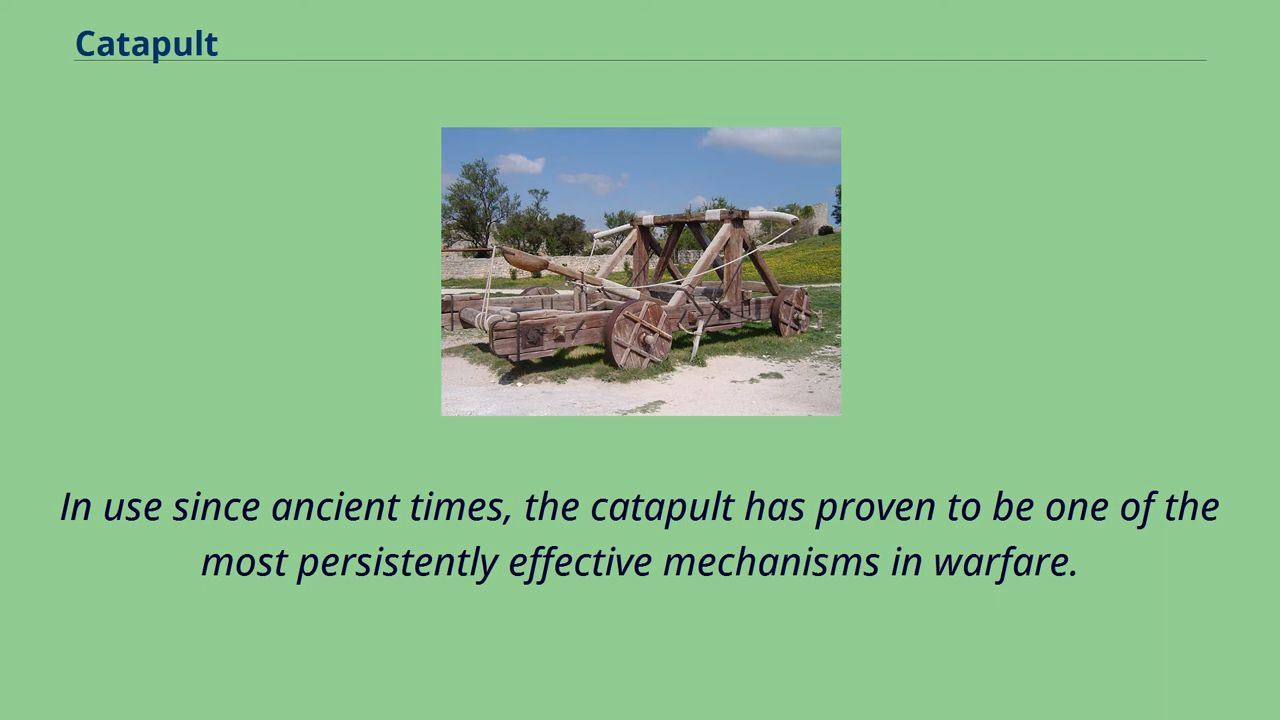 Catapult
In use since ancient times, the catapult has proven to be one of the
most persistently effective mechanisms in warfare.